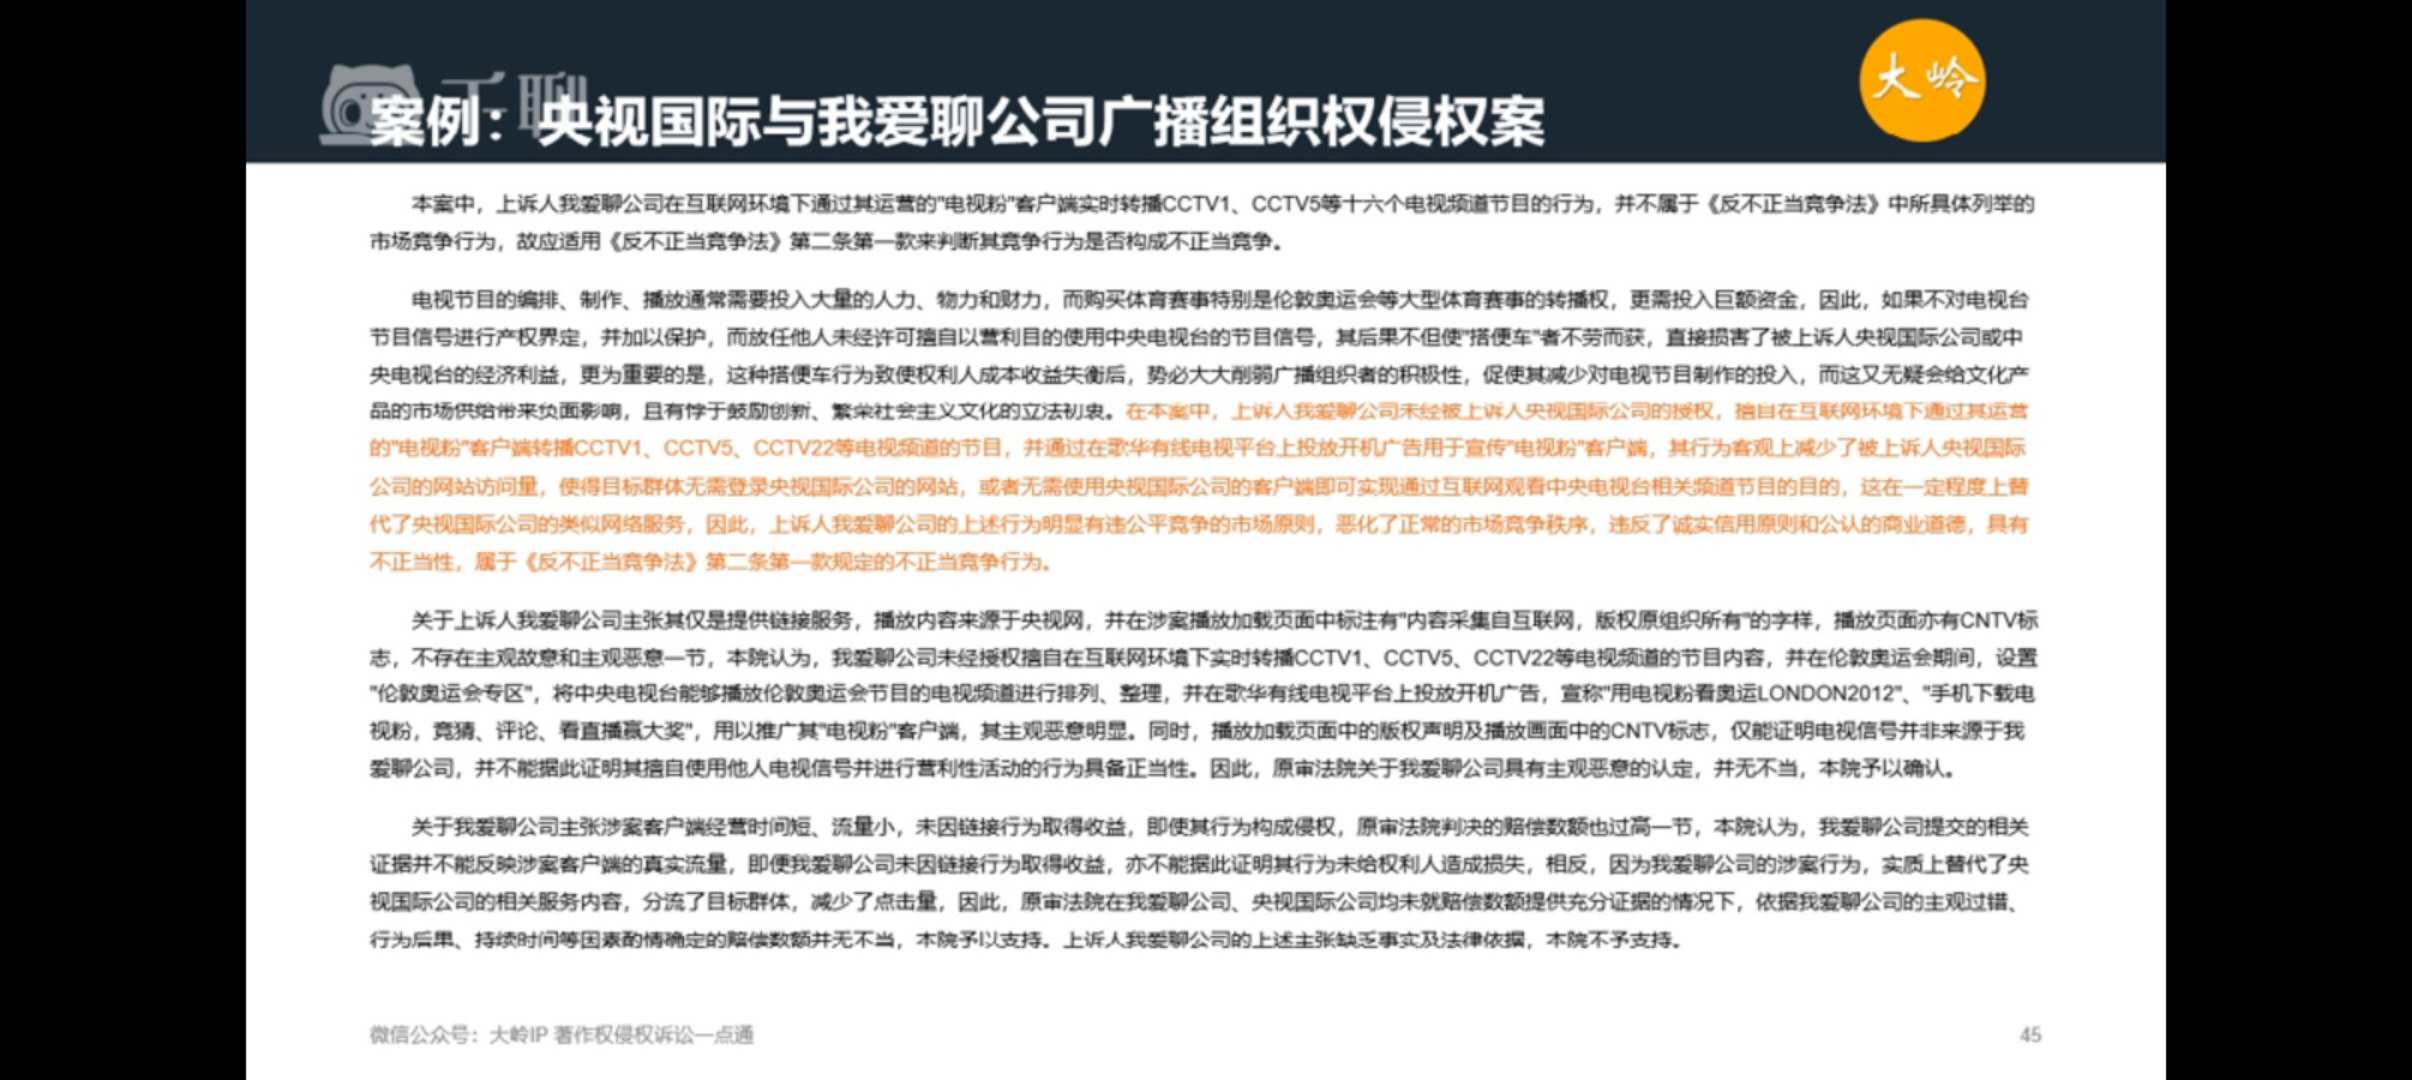 千聊
大岭
案例：央视国际与我爱聊公司广播组织权侵权案
本案中，上诉人我爱聊公司在互联网环境下通过其运营的"电视粉"客户端实时转播CCTV1、CCTV5等十六个电视频道节目的行为，并不属于《反不正当竞争法》中所具体列举的
市场竞争行为，故应适用《反不正当竞争法》第二条第一款来判断其竞争行为是否构成不正当竞争。
电视节目的编排、制作、播放通常需要投入大量的人力、物力和财力，而购买体育赛事特别是伦敦奥运会等大型体育赛事的转播权，更需投入巨额资金，因此，如果不对电视台
节目信号进行产权界定，并加以保护，而放任他人未经许可擅自以营利目的使用中央电视台的节目信号，其后果不但使"搭便车"者不劳而获，直接损害了被上诉人央视国际公司或中
央电视台的经济利益，更为重要的是，这种搭便车行为致使权利人成本收益失衡后，势必大大削弱广播组织者的积极性，促使其减少对电视节目制作的投入，而这又无疑会给文化产
品的市场供给带来负面影响，且有悖于鼓励创新、繁荣社会主义文化的立法初衷。在本案中，上诉人我爱聊公司未经被上诉人央视国际公司的授权，擅自在互联网环境下通过其运营
的"电视粉"客户端转播CCTV1、CCTV5、CCTV22等电视频道的节目，并通过在歌华有线电视平台上投放开机广告用于宣传"电视粉"客户端，其行为客观上减少了被上诉人央视国际
公司的网站访问量，使得目标群体无需登录央视国际公司的网站，或者无需使用央视国际公司的客户端即可实现通过互联网观看中央电视台相关频道节目的目的，这在一定程度上替
代了央视国际公司的类似网络服务，因此，上诉人我爱聊公司的上述行为明显有违公平竞争的市场原则，恶化了正常的市场竞争秩序，违反了诚实信用原则和公认的商业道德，具有
不正当性，属于《反不正当竞争法》第二条第一款规定的不正当竞争行为。
关于上诉人我爱聊公司主张其仅是提供链接服务，播放内容来源于央视网，并在涉案播放加载页面中标注有"内容采集自互联网，版权原组织所有"的字样，播放页面亦有CNTV标
志，不存在主观故意和主观恶意一节，本院认为，我爱聊公司未经授权擅自在互联网环境下实时转播CCTV1、CCTV5、CCTV22等电视频道的节目内容，并在伦敦奥运会期间，设置
"伦敦奥运会专区"，将中央电视台能够播放伦敦奥运会节目的电视频道进行排列、整理，并在歌华有线电视平台上投放开机广告，宣称"用电视粉看奥运LONDON2012"、"手机下载电
视粉，竞猜、评论、看直播赢大奖"，用以推广其"电视粉"客户端，其主观恶意明显。同时，播放加载页面中的版权声明及播放画面中的CNTV标志，仅能证明电视信号并非来源于我
爱聊公司，并不能据此证明其擅自使用他人电视信号并进行营利性活动的行为具备正当性。因此，原审法院关于我爱聊公司具有主观恶意的认定，并无不当，本院予以确认。
关于我爱聊公司主张涉案客户端经营时间短、流量小，未因链接行为取得收益，即使其行为构成侵权，原审法院判决的赔偿数额也过高一节，本院认为，我爱聊公司提交的相关
证据并不能反映涉案客户端的真实流量，即便我爱聊公司未因链接行为取得收益，亦不能据此证明其行为未给权利人造成损失，相反，因为我爱聊公司的涉案行为，实质上替代了央
视国际公司的相关服务内容，分流了目标群体，减少了点击量，因此，原审法院在我爱聊公司、央视国际公司均未就赔偿数额提供充分证据的情况下，依据我爱聊公司的主观过错、
行为后果、持续时间等因素酌情确定的赔偿数额并无不当，本院予以支持。上诉人我爱聊公司的上述主张缺乏事实及法律依据，本院不予支持。
微信公众号：大岭IP 著作权侵权诉讼一点通
45